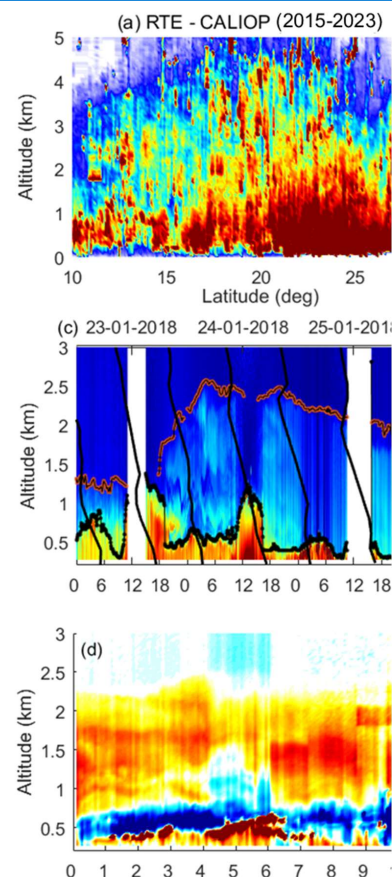 (a) RTE - CALIOP (2015-2023)
5
4
3
2
1
0
Altitude (km)
10 15 20 25
Latitude (deg)
(c) 23-01-2018 24-01-2018 25-01-2018
3
2.5
2
1.5
1
0.5
Altitude (km)
0 6 12 18 0 6 12 18 0 6 12 18
(d)
3
2.5
2
1.5
1
0.5
Altitude (km)
0 1 2 3 4 5 6 7 8 9